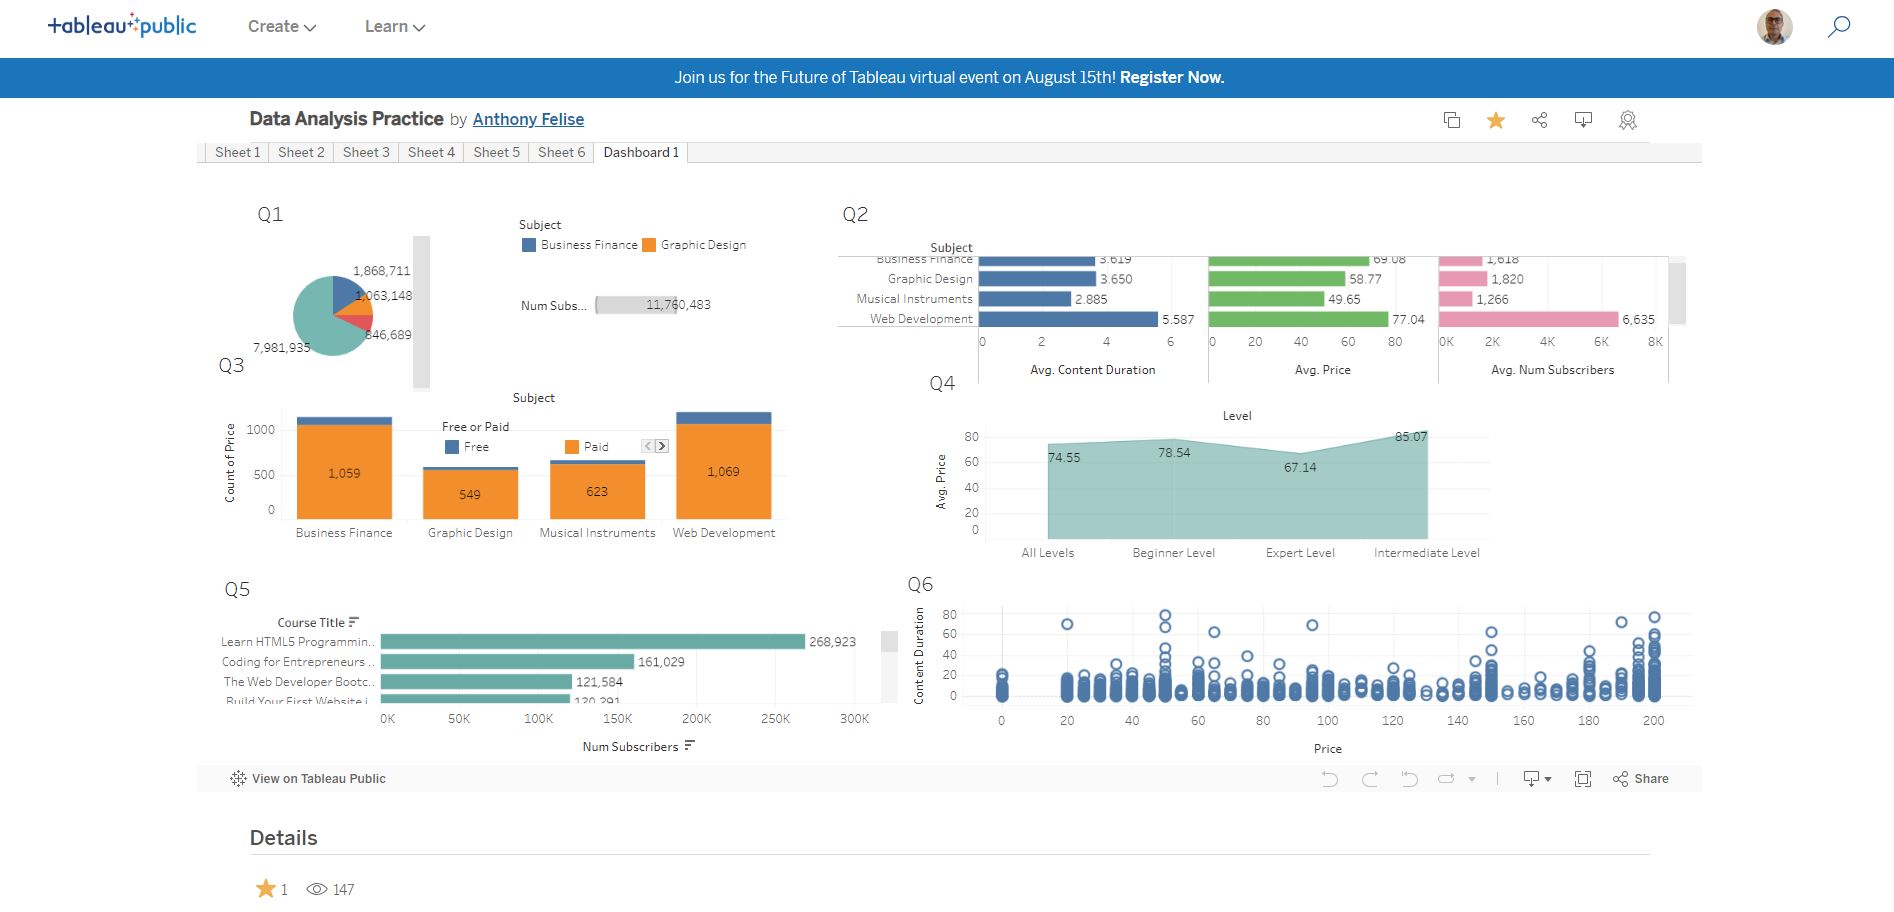 tableau public
Create
Learn
Join us for the Future of Tableau virtual event on August 15th! Register Now.
Data Analysis Practice by Anthony Felise
Sheet 1
Sheet 2
Sheet 3
Sheet 4
Sheet 5
Sheet 6
Dashboard 1
Q1
1,868,711
1,063,148
846,689
7,981,935
Subject
Business Finance
Graphic Design
Num Subs...
11,760,483
Q2
Subject
Business Finance 3.619 69.08 1,618
Graphic Design 3.650 58.77 1,820
Musical Instruments 2.885 49.65 1,266
Web Development 5.587 77.04 6,635
0 2 4 6
0 20 40 60 80
0K 2K 4K 6K 8K
Avg. Content Duration
Avg. Price
Avg. Num Subscribers
Q3
Subject
Free or Paid
Free
Paid
Count of Price
1000
500
0
1,059
549
623
1,069
Business Finance
Graphic Design
Musical Instruments
Web Development
Q4
Level
Avg. Price
80
60
40
20
0
74.55
78.54
67.14
85.07
All Levels
Beginner Level
Expert Level
Intermediate Level
Q5
Course Title
Learn HTML5 Programmin.. 268,923
Coding for Entrepreneurs .. 161,029
The Web Developer Bootc.. 121,584
Build Your First Website i 120,291
0K 50K 100K 150K 200K 250K 300K
Num Subscribers
Q6
Content Duration
80
60
40
20
0
0 20 40 60 80 100 120 140 160 180 200
Price
View on Tableau Public
Share
Details
1
147